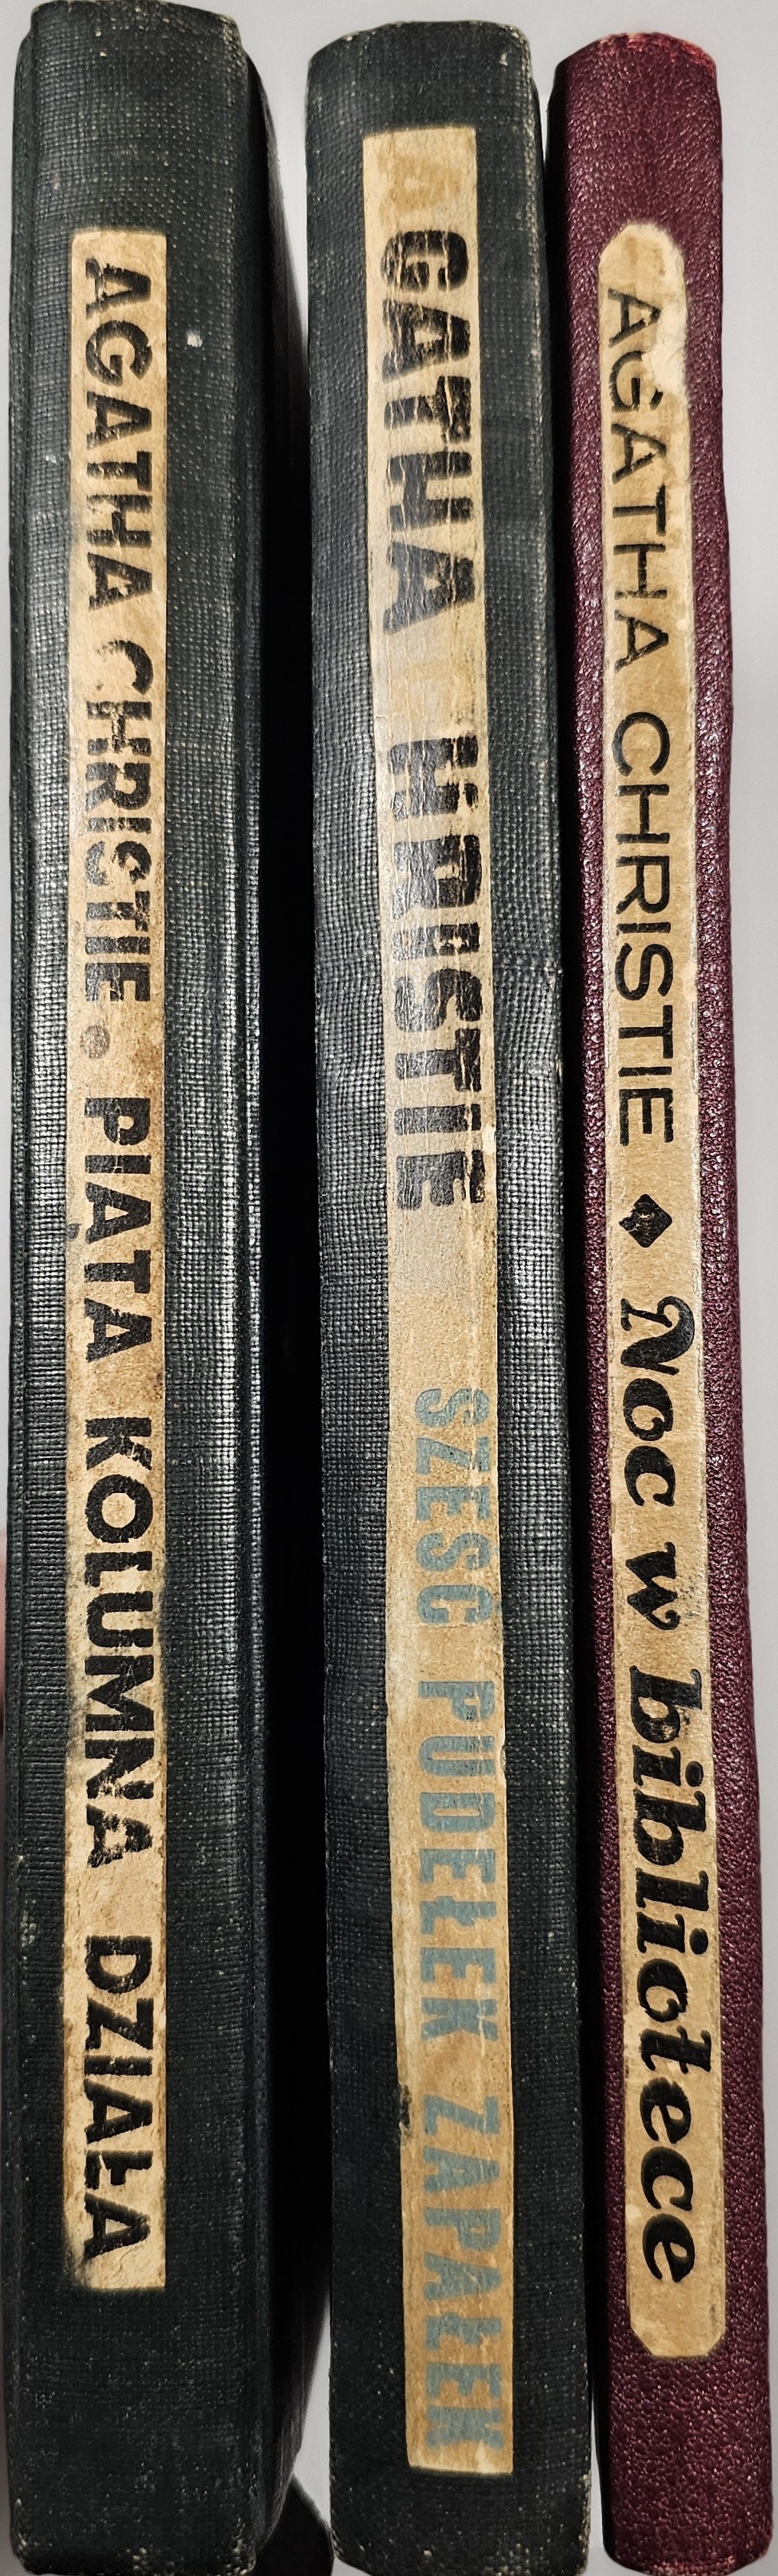 AGATHA CHRISTIE • PIĄTA KOLUMNA DZIAŁA
AGATHA CHRISTIE SZEŚĆ PUDEŁEK ZAPAŁEK
AGATHA CHRISTIE ◆ Noc w bibliotece